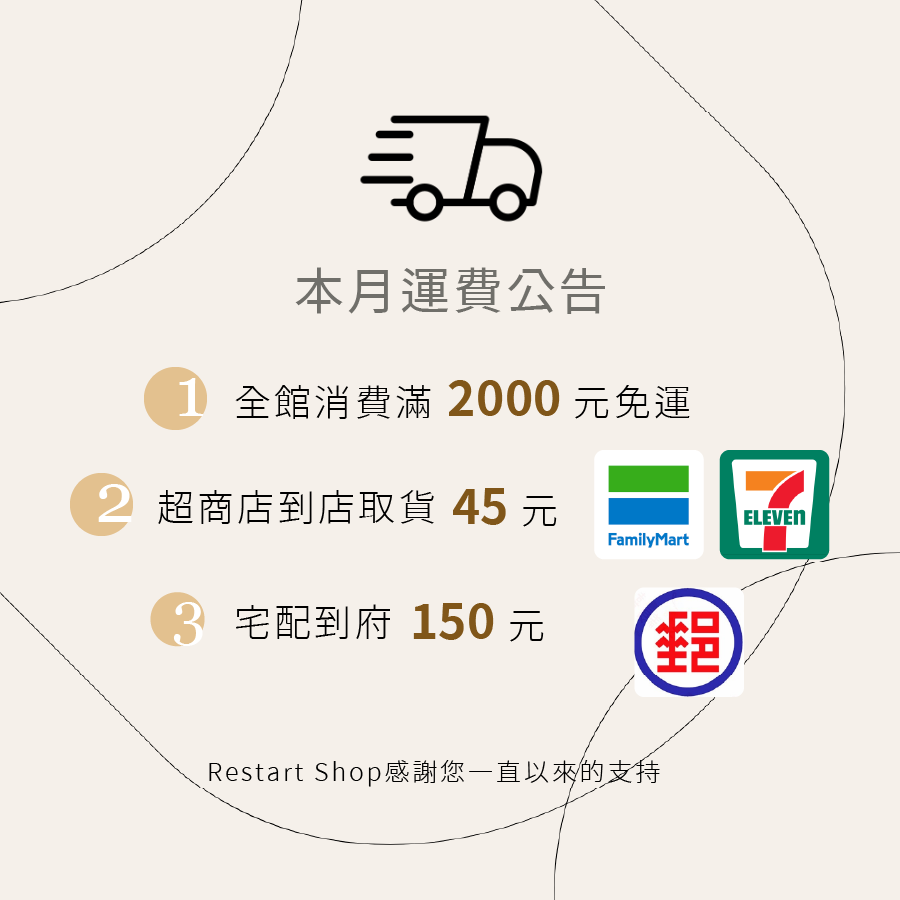 本月運費公告
1 全館消費滿 2000 元免運
2 超商店到店取貨 45 元
FamilyMart
7 ELEVEn
3 宅配到府 150 元
郵
Restart Shop感謝您一直以來的支持